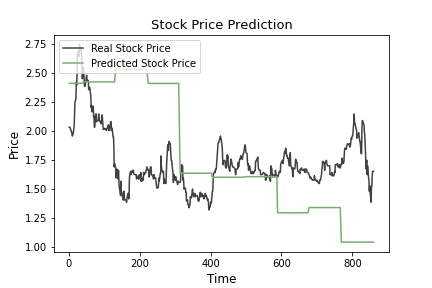 Stock Price Prediction
Real Stock Price
Predicted Stock Price
2.75
2.50
2.25
2.00
1.75
1.50
1.25
1.00
Price
0 200 400 600 800
Time